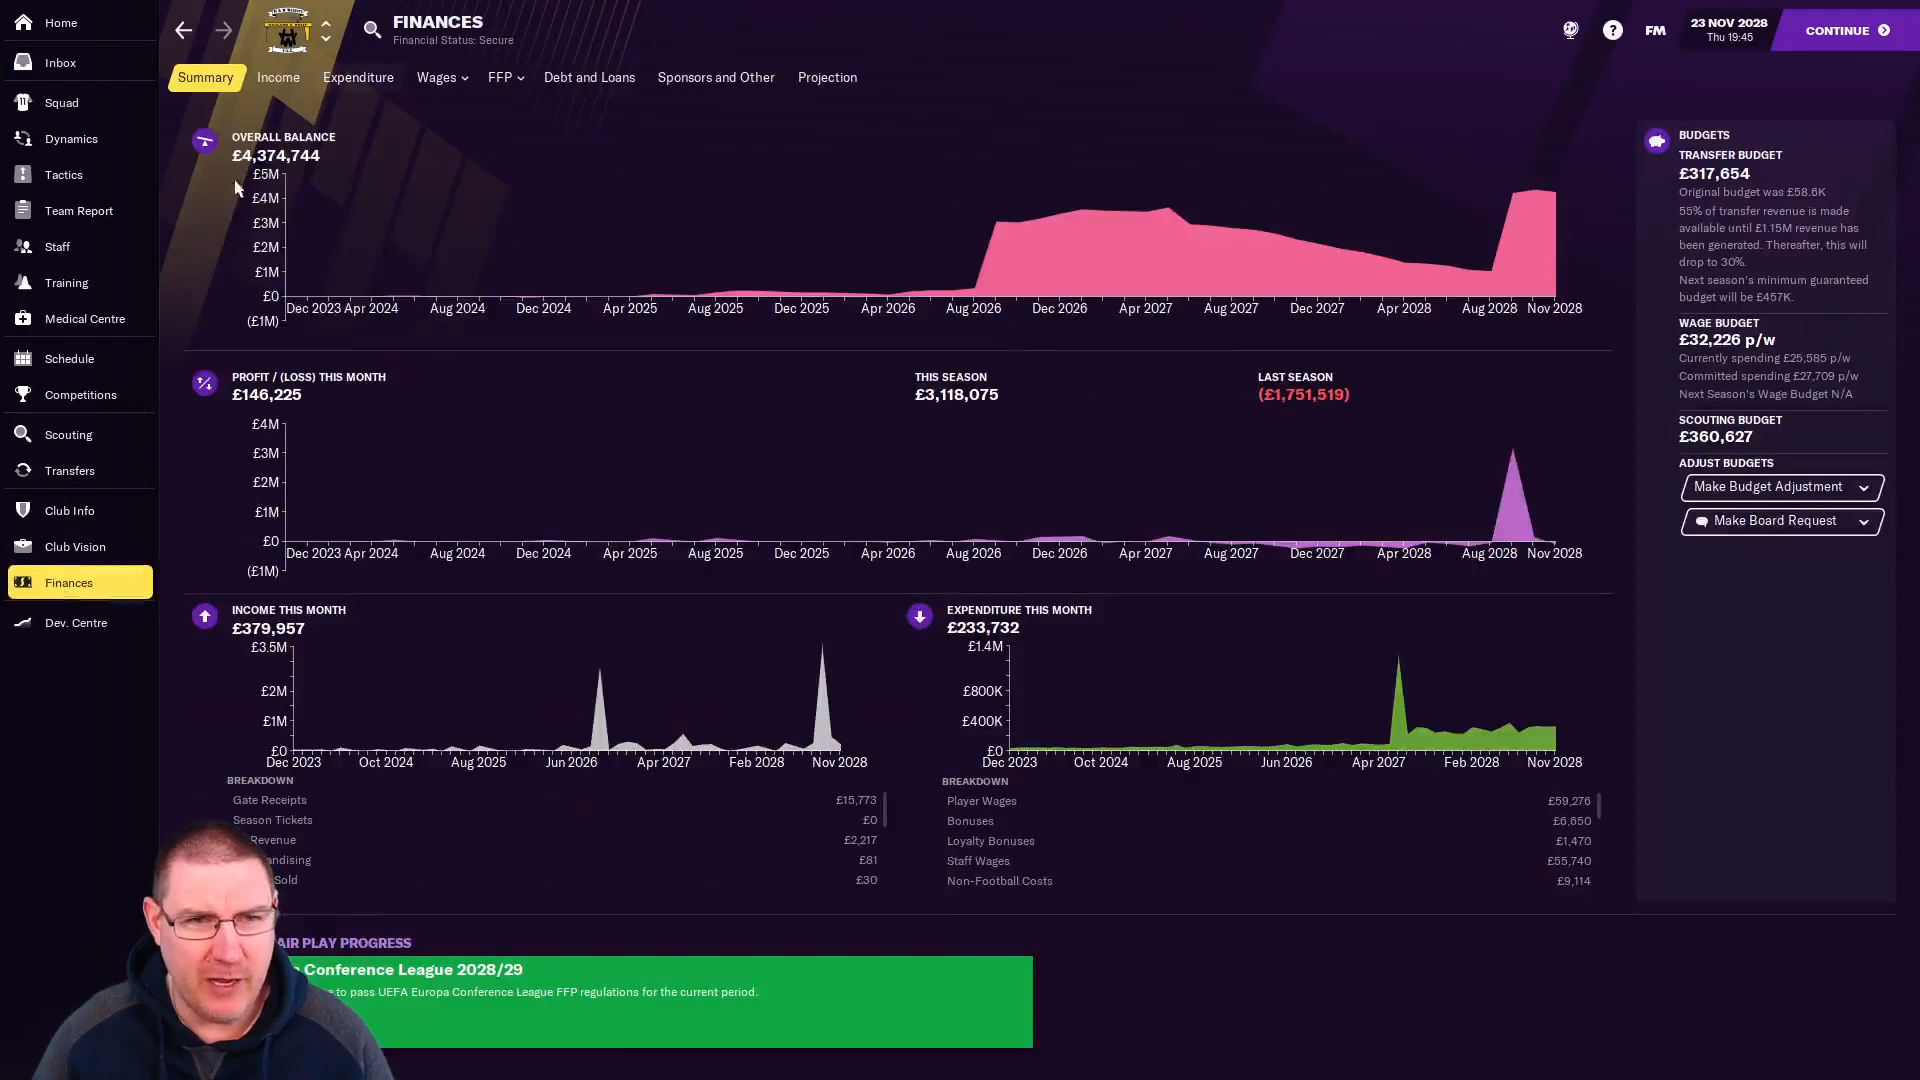 Home
Inbox
Squad
Dynamics
Tactics
Team Report
Staff
Training
Medical Centre
Schedule
Competitions
Scouting
Transfers
Club Info
Club Vision
Finances
Dev. Centre
FINANCES
Financial Status: Secure
FM
23 NOV 2028
Thu 19:45
CONTINUE
Summary
Income
Expenditure
Wages
FFP
Debt and Loans
Sponsors and Other
Projection
OVERALL BALANCE
£4,374,744
£5M
£4M
£3M
£2M
£1M
£0
(£1M)
Dec 2023 Apr 2024 Aug 2024 Dec 2024 Apr 2025 Aug 2025 Dec 2025 Apr 2026 Aug 2026 Dec 2026 Apr 2027 Aug 2027 Dec 2027 Apr 2028 Aug 2028 Nov 2028
PROFIT / (LOSS) THIS MONTH
£146,225
THIS SEASON
£3,118,075
LAST SEASON
(£1,751,519)
£4M
£3M
£2M
£1M
£0
(£1M)
Dec 2023 Apr 2024 Aug 2024 Dec 2024 Apr 2025 Aug 2025 Dec 2025 Apr 2026 Aug 2026 Dec 2026 Apr 2027 Aug 2027 Dec 2027 Apr 2028 Aug 2028 Nov 2028
INCOME THIS MONTH
£379,957
£3.5M
£2M
£1M
£0
Dec 2023 Oct 2024 Aug 2025 Jun 2026 Apr 2027 Feb 2028 Nov 2028
BREAKDOWN
Gate Receipts £15,773
Season Tickets £0
Revenue £2,217
andising £81
Sold £30
EXPENDITURE THIS MONTH
£233,732
£1.4M
£800K
£400K
£0
Dec 2023 Oct 2024 Aug 2025 Jun 2026 Apr 2027 Feb 2028 Nov 2028
BREAKDOWN
Player Wages £59,276
Bonuses £6,650
Loyalty Bonuses £1,470
Staff Wages £55,740
Non-Football Costs £9,114
AIR PLAY PROGRESS
Conference League 2028/29
to pass UEFA Europa Conference League FFP regulations for the current period.
BUDGETS
TRANSFER BUDGET
£317,654
Original budget was £58.6K
55% of transfer revenue is made
available until £1.15M revenue has
been generated. Thereafter, this will
drop to 30%.
Next season's minimum guaranteed
budget will be £457K.
WAGE BUDGET
£32,226 p/w
Currently spending £25,585 p/w
Committed spending £27,709 p/w
Next Season's Wage Budget N/A
SCOUTING BUDGET
£360,627
ADJUST BUDGETS
Make Budget Adjustment
Make Board Request